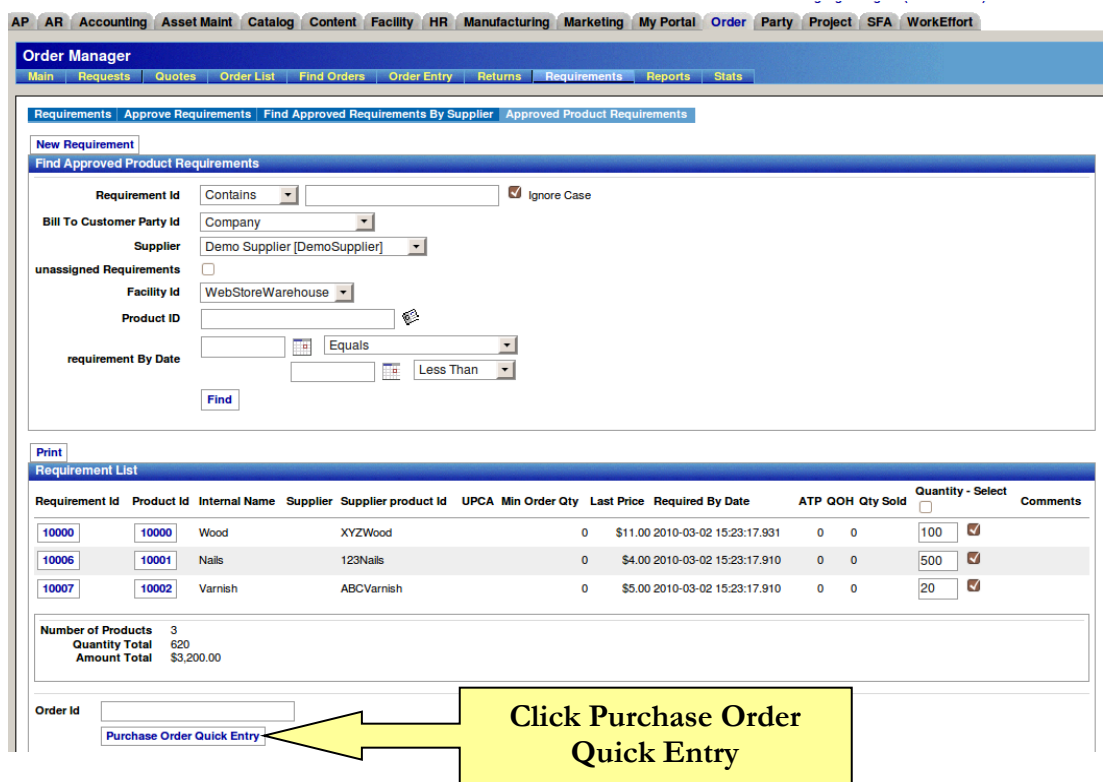 AP AR Accounting Asset Maint Catalog Content Facility HR Manufacturing Marketing My Portal Order Party Project SFA WorkEffort
Order Manager
Main Requests Quotes Order List Find Orders Order Entry Returns Requirements Reports Stats
Requirements Approve Requirements Find Approved Requirements By Supplier Approved Product Requirements
New Requirement
Find Approved Product Requirements
Requirement Id Contains Ignore Case
Bill To Customer Party Id Company
Supplier Demo Supplier [DemoSupplier]
unassigned Requirements
Facility Id WebStoreWarehouse
Product ID
requirement By Date Equals
Less Than
Find
Print
Requirement List
Requirement Id Product Id Internal Name Supplier Supplier product Id UPCA Min Order Qty Last Price Required By Date ATP QOH Qty Sold Quantity - Select Comments
10000 10000 Wood XYZWood 0 $11.00 2010-03-02 15:23:17.931 0 0 100
10006 10001 Nails 123Nails 0 $4.00 2010-03-02 15:23:17.910 0 0 500
10007 10002 Varnish ABCVarnish 0 $5.00 2010-03-02 15:23:17.910 0 0 20
Number of Products 3
Quantity Total 620
Amount Total $3,200.00
Order Id
Purchase Order Quick Entry
Click Purchase Order
Quick Entry